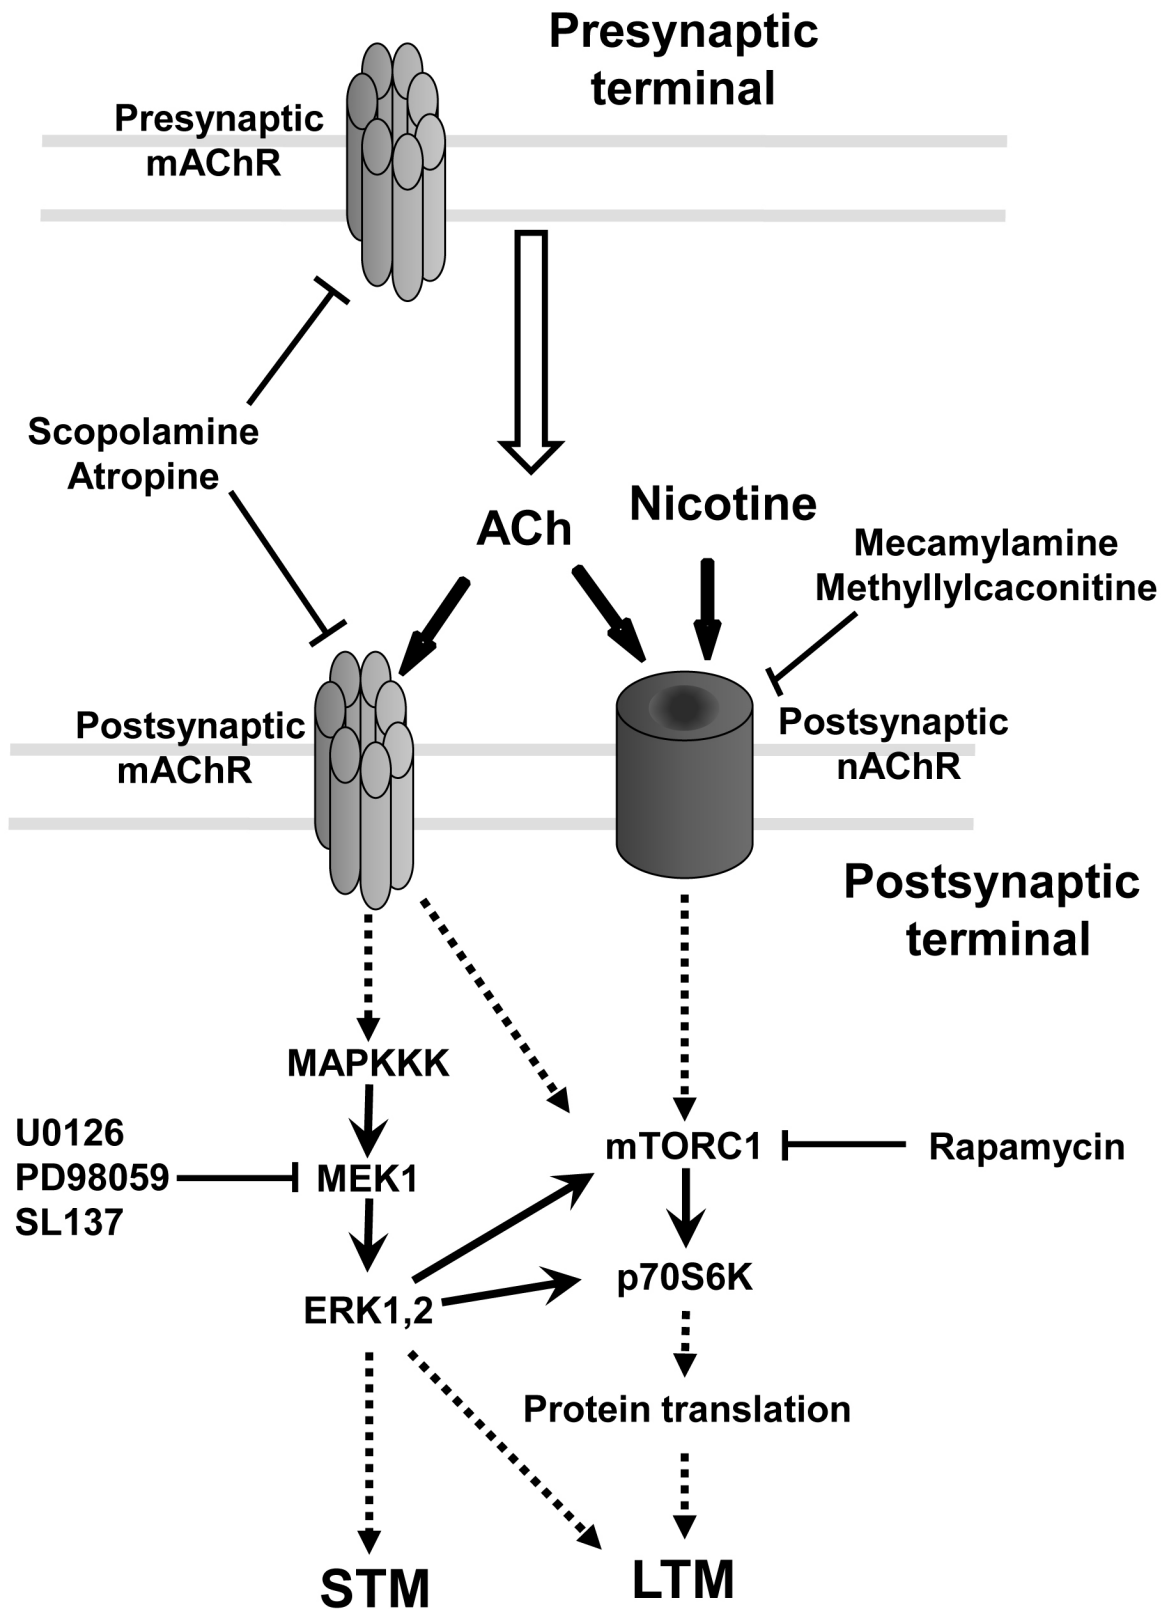 Presynaptic
terminal
Presynaptic
mAChR
Scopolamine
Atropine
ACh
Nicotine
Mecamylamine
Methyllylcaconitine
Postsynaptic
mAChR
Postsynaptic
nAChR
Postsynaptic
terminal
MAPKKK
U0126
PD98059
SL137
MEK1
mTORC1
Rapamycin
ERK1,2
p70S6K
Protein translation
STM
LTM